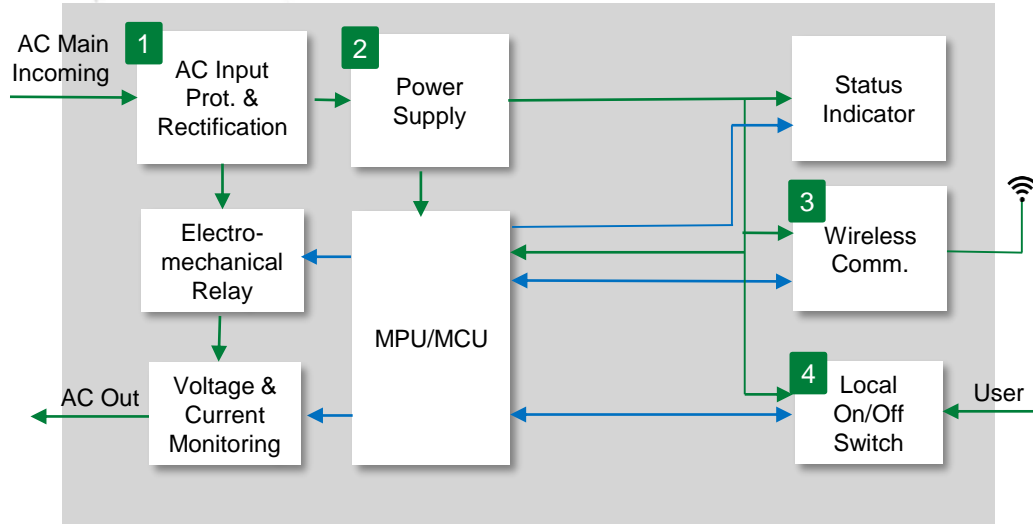 AC Main
Incoming
1
AC Input
Prot. &
Rectification
2
Power
Supply
Status
Indicator
Electro-
mechanical
Relay
MPU/MCU
3
Wireless
Comm.
AC Out
Voltage &
Current
Monitoring
4
Local
On/Off
Switch
User